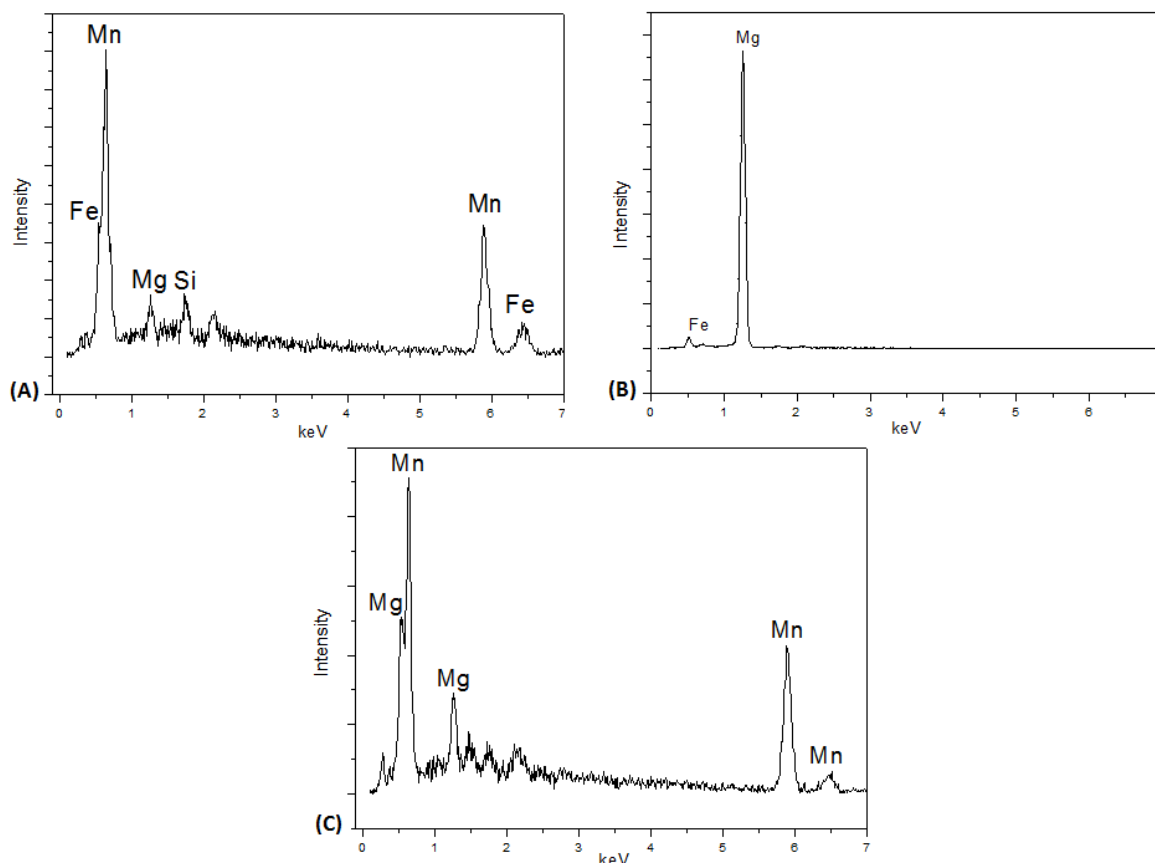 Mn
Fe
Mg
Si
Mn
Fe
Intensity
(A)
0 1 2 3 4 5 6 7
keV
Mg
Fe
Intensity
(B)
0 1 2 3 4 5 6
keV
Mn
Mg
Mg
Mn
Mn
Intensity
(C)
0 1 2 3 4 5 6 7
keV